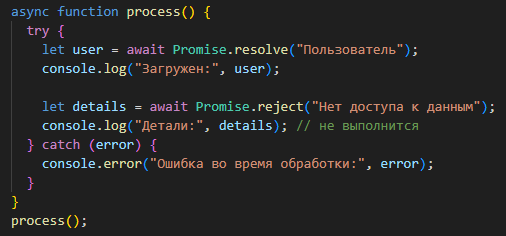 async function process() {
  try {
    let user = await Promise.resolve("Пользователь");
    console.log("Загружен:", user);

    let details = await Promise.reject("Нет доступа к данным");
    console.log("Детали:", details); // не выполнится
  } catch (error) {
    console.error("Ошибка во время обработки:", error);
  }
}
process();